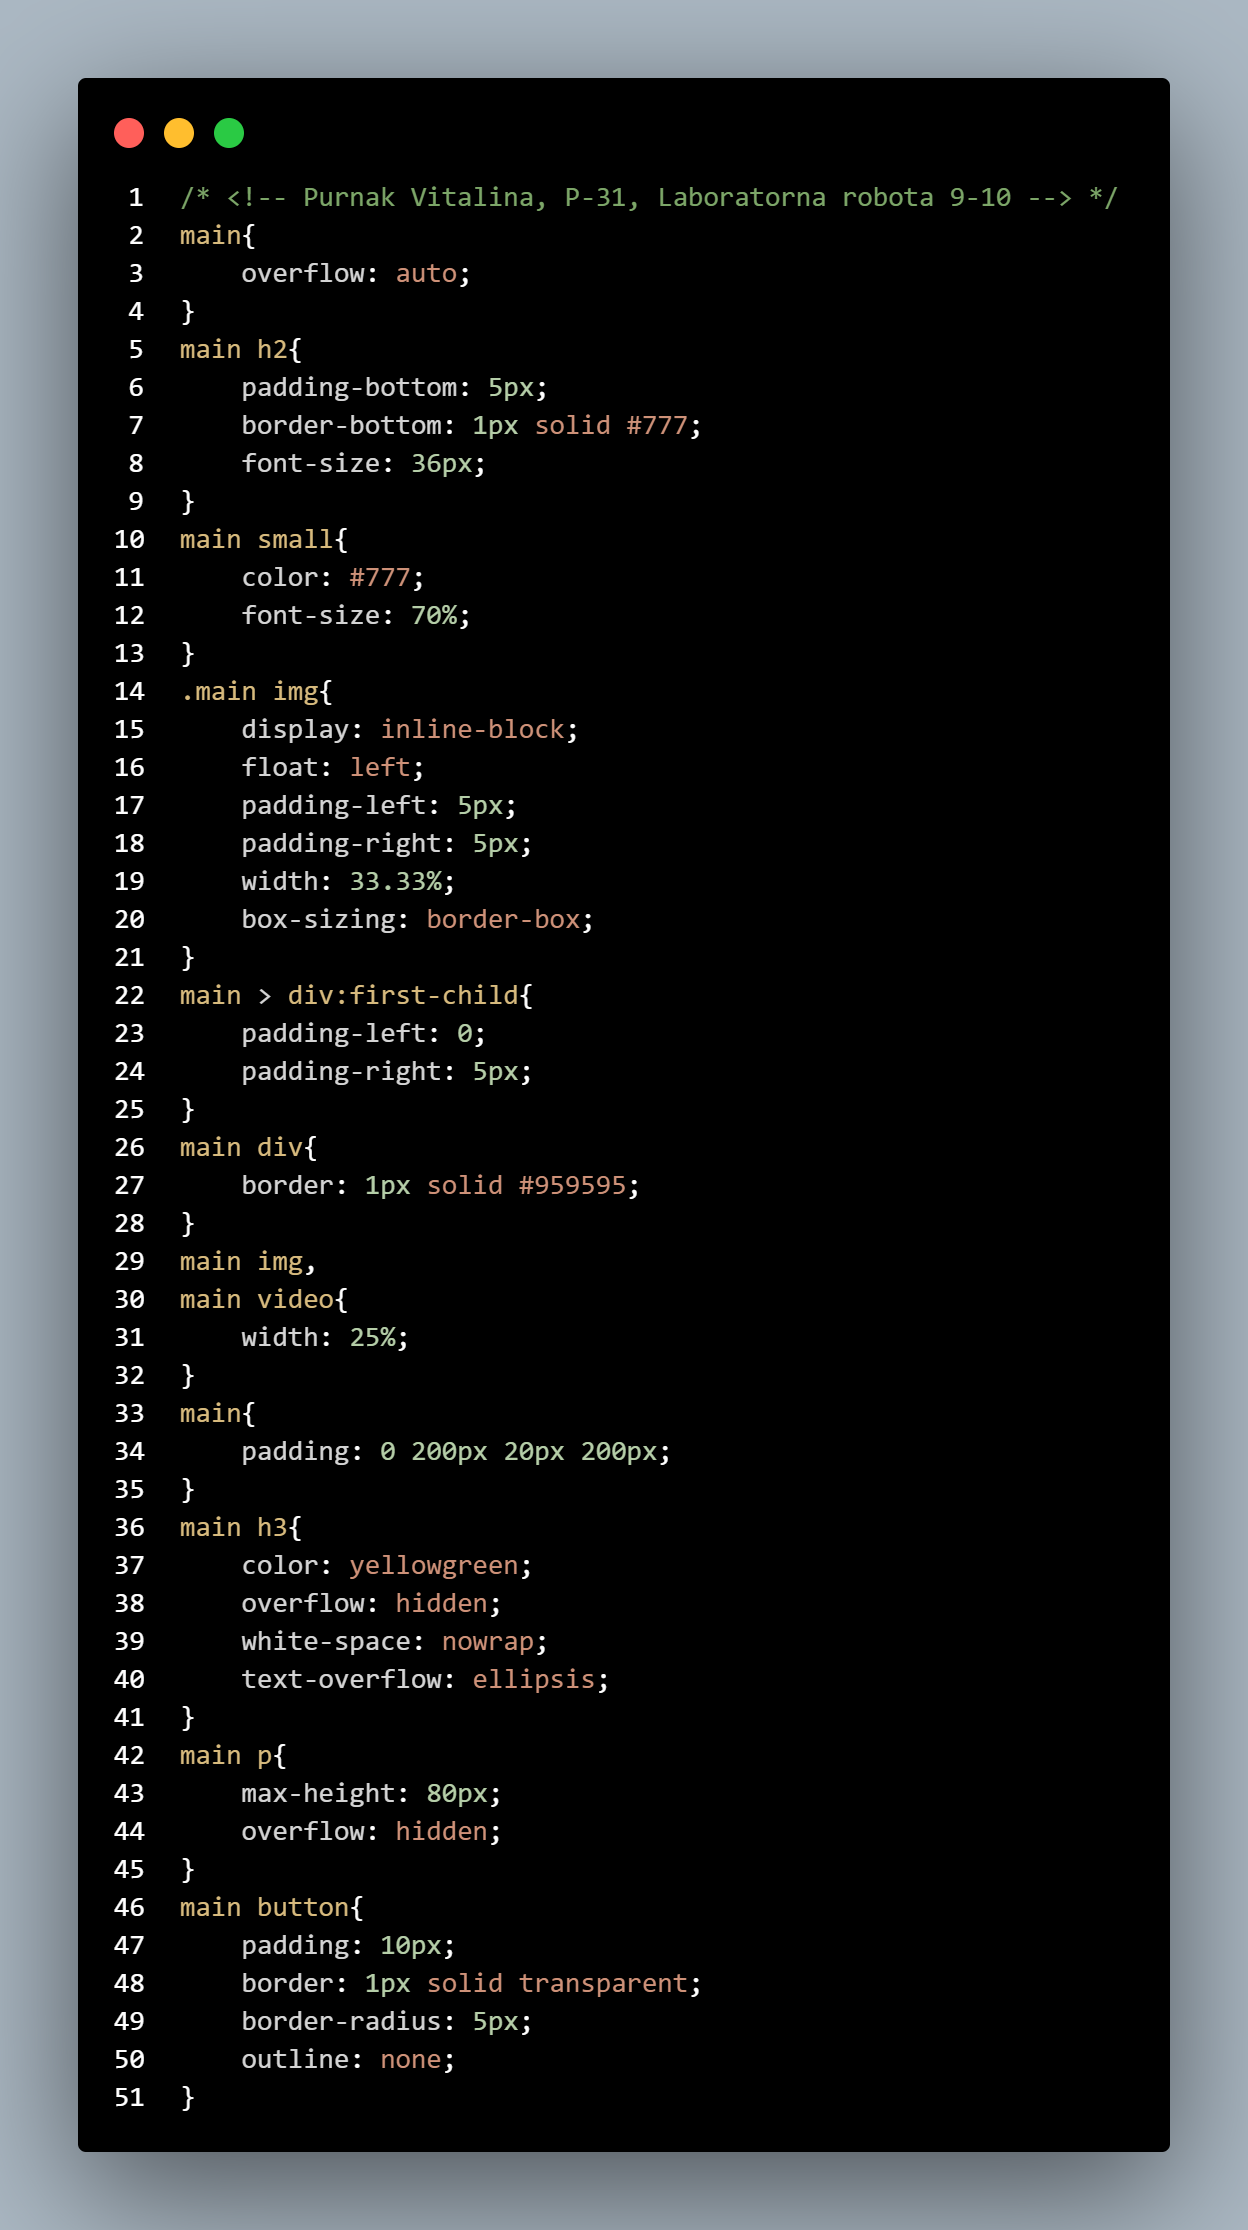 1 /* <!-- Purnak Vitalina, P-31, Laboratorna robota 9-10 --> */
2 main{
3     overflow: auto;
4 }
5 main h2{
6     padding-bottom: 5px;
7     border-bottom: 1px solid #777;
8     font-size: 36px;
9 }
10 main small{
11     color: #777;
12     font-size: 70%;
13 }
14 .main img{
15     display: inline-block;
16     float: left;
17     padding-left: 5px;
18     padding-right: 5px;
19     width: 33.33%;
20     box-sizing: border-box;
21 }
22 main > div:first-child{
23     padding-left: 0;
24     padding-right: 5px;
25 }
26 main div{
27     border: 1px solid #959595;
28 }
29 main img,
30 main video{
31     width: 25%;
32 }
33 main{
34     padding: 0 200px 20px 200px;
35 }
36 main h3{
37     color: yellowgreen;
38     overflow: hidden;
39     white-space: nowrap;
40     text-overflow: ellipsis;
41 }
42 main p{
43     max-height: 80px;
44     overflow: hidden;
45 }
46 main button{
47     padding: 10px;
48     border: 1px solid transparent;
49     border-radius: 5px;
50     outline: none;
51 }